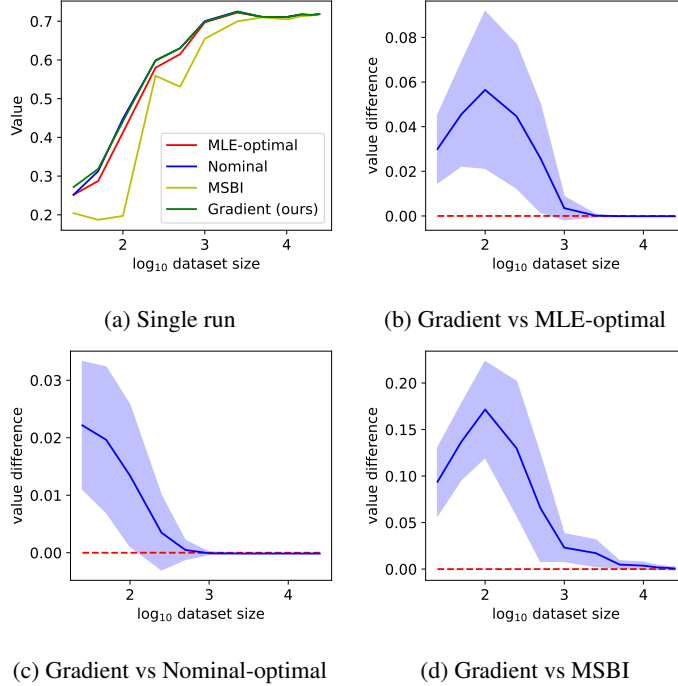 0.7
0.6
0.5
0.4
0.3
0.2
Value
MLE-optimal
Nominal
MSBI
Gradient (ours)
2 3 4
log₁₀ dataset size
(a) Single run
0.08
0.06
0.04
0.02
0.00
value difference
2 3 4
log₁₀ dataset size
(b) Gradient vs MLE-optimal
0.03
0.02
0.01
0.00
value difference
2 3 4
log₁₀ dataset size
(c) Gradient vs Nominal-optimal
0.20
0.15
0.10
0.05
0.00
value difference
2 3 4
log₁₀ dataset size
(d) Gradient vs MSBI